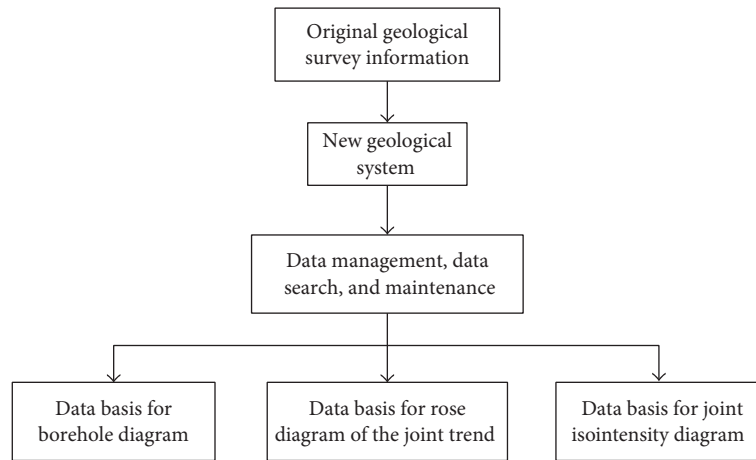 Original geological
survey information
New geological
system
Data management, data
search, and maintenance
Data basis for
borehole diagram
Data basis for rose
diagram of the joint trend
Data basis for joint
isointensity diagram